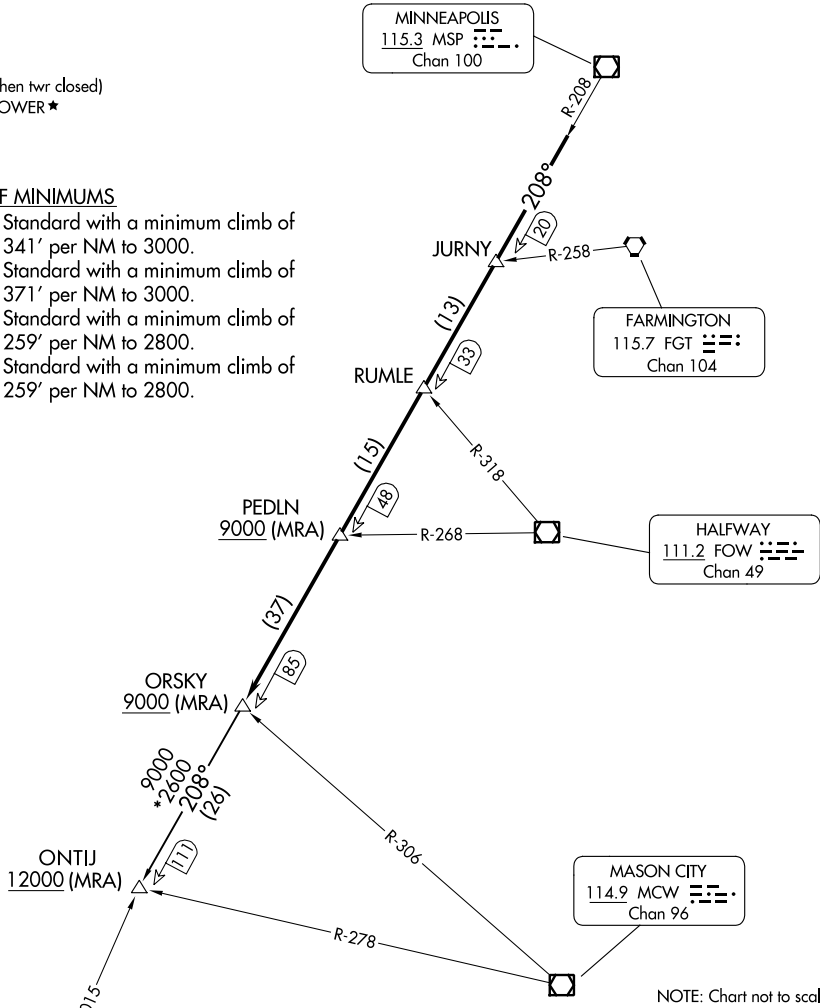 MINNEAPOLIS
115.3 MSP
Chan 100
hen twr closed)
OWER★
R-208
208°
F MINIMUMS
Standard with a minimum climb of
341' per NM to 3000.
Standard with a minimum climb of
371' per NM to 3000.
Standard with a minimum climb of
259' per NM to 2800.
Standard with a minimum climb of
259' per NM to 2800.
20
JURNY
R-258
FARMINGTON
115.7 FGT
Chan 104
(13)
33
RUMLE
R-318
(15)
48
PEDLN
9000 (MRA)
R-268
HALFWAY
111.2 FOW
Chan 49
(37)
85
ORSKY
9000 (MRA)
9000
*2600
208°
(26)
R-306
111
ONTIJ
12000 (MRA)
MASON CITY
114.9 MCW
Chan 96
R-278
015
NOTE: Chart not to scal